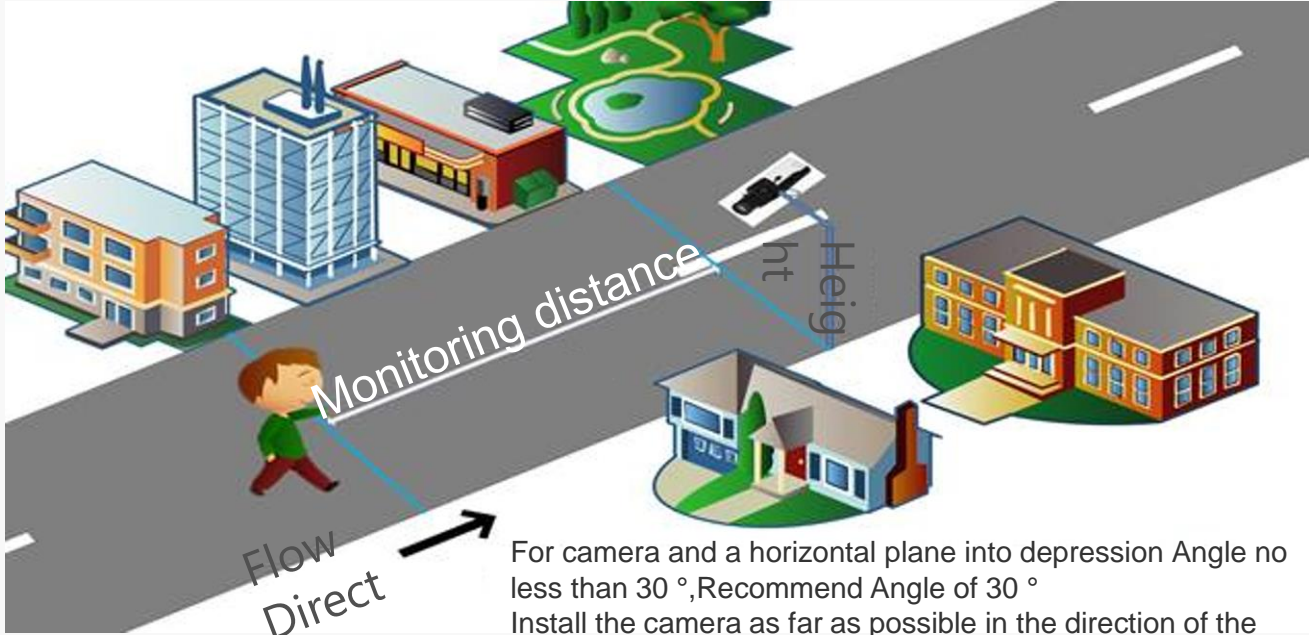 Monitoring distance
Heig
ht
Flow
Direct
For camera and a horizontal plane into depression Angle no
less than 30 °,Recommend Angle of 30 °
Install the camera as far as possible in the direction of the